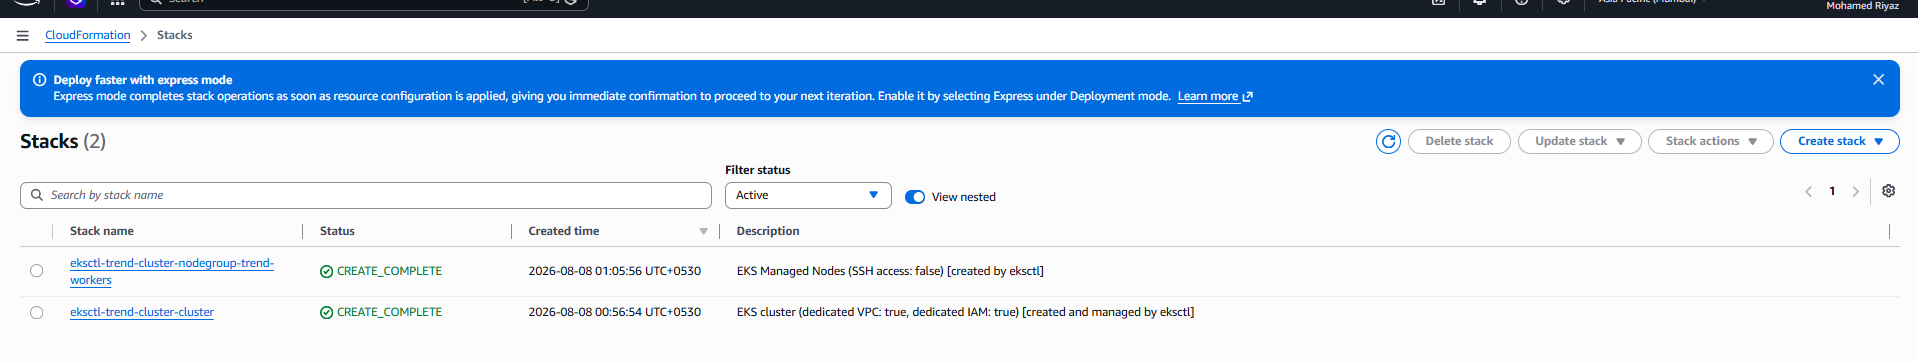 Mohamed Riyaz
CloudFormation > Stacks
Deploy faster with express mode
Express mode completes stack operations as soon as resource configuration is applied, giving you immediate confirmation to proceed to your next iteration. Enable it by selecting Express under Deployment mode. Learn more
Stacks (2)
Delete stack
Update stack
Stack actions
Create stack
Filter status
Search by stack name
Active
View nested
1
Stack name
Status
Created time
Description
eksctl-trend-cluster-nodegroup-trend-
workers
CREATE_COMPLETE
2026-08-08 01:05:56 UTC+0530
EKS Managed Nodes (SSH access: false) [created by eksctl]
eksctl-trend-cluster-cluster
CREATE_COMPLETE
2026-08-08 00:56:54 UTC+0530
EKS cluster (dedicated VPC: true, dedicated IAM: true) [created and managed by eksctl]